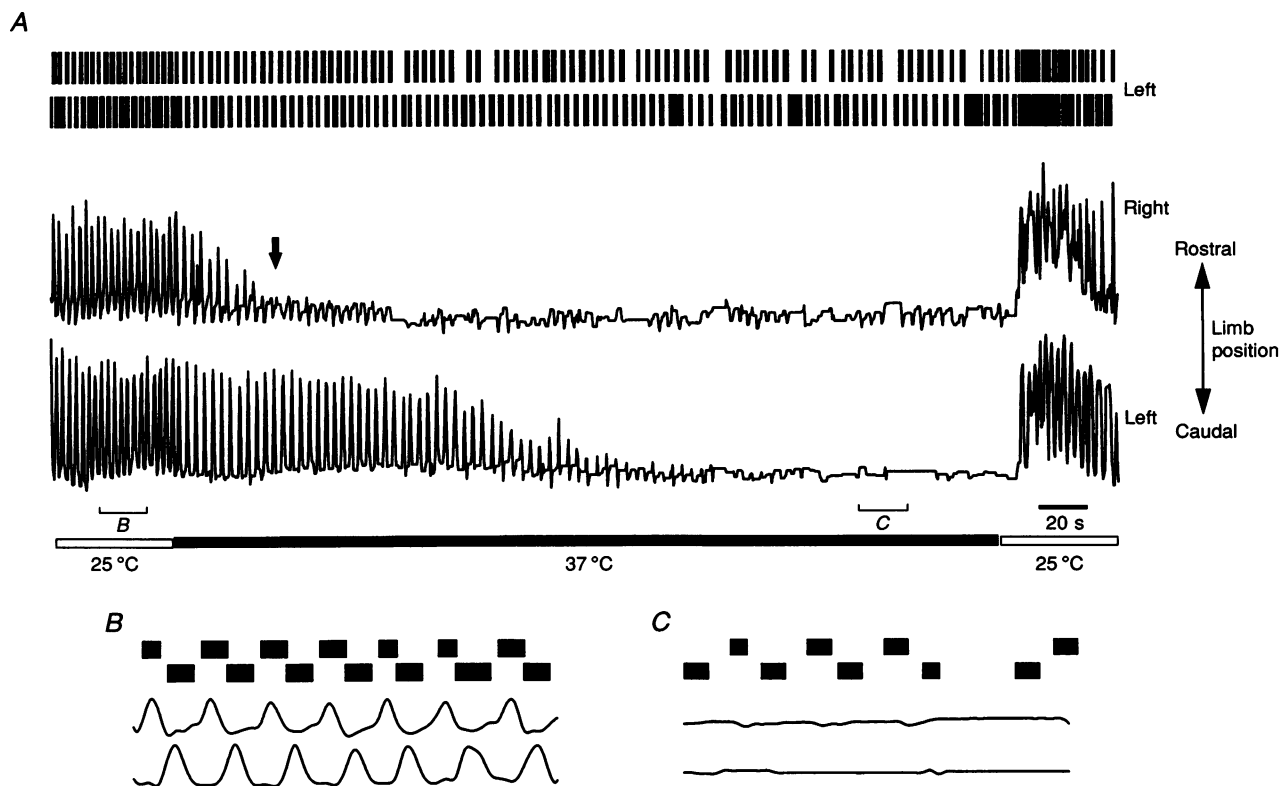 A
Left
Right
Rostral
Limb
position
Left
Caudal
B
C
20 s
25 °C
37 °C
25 °C
B
C